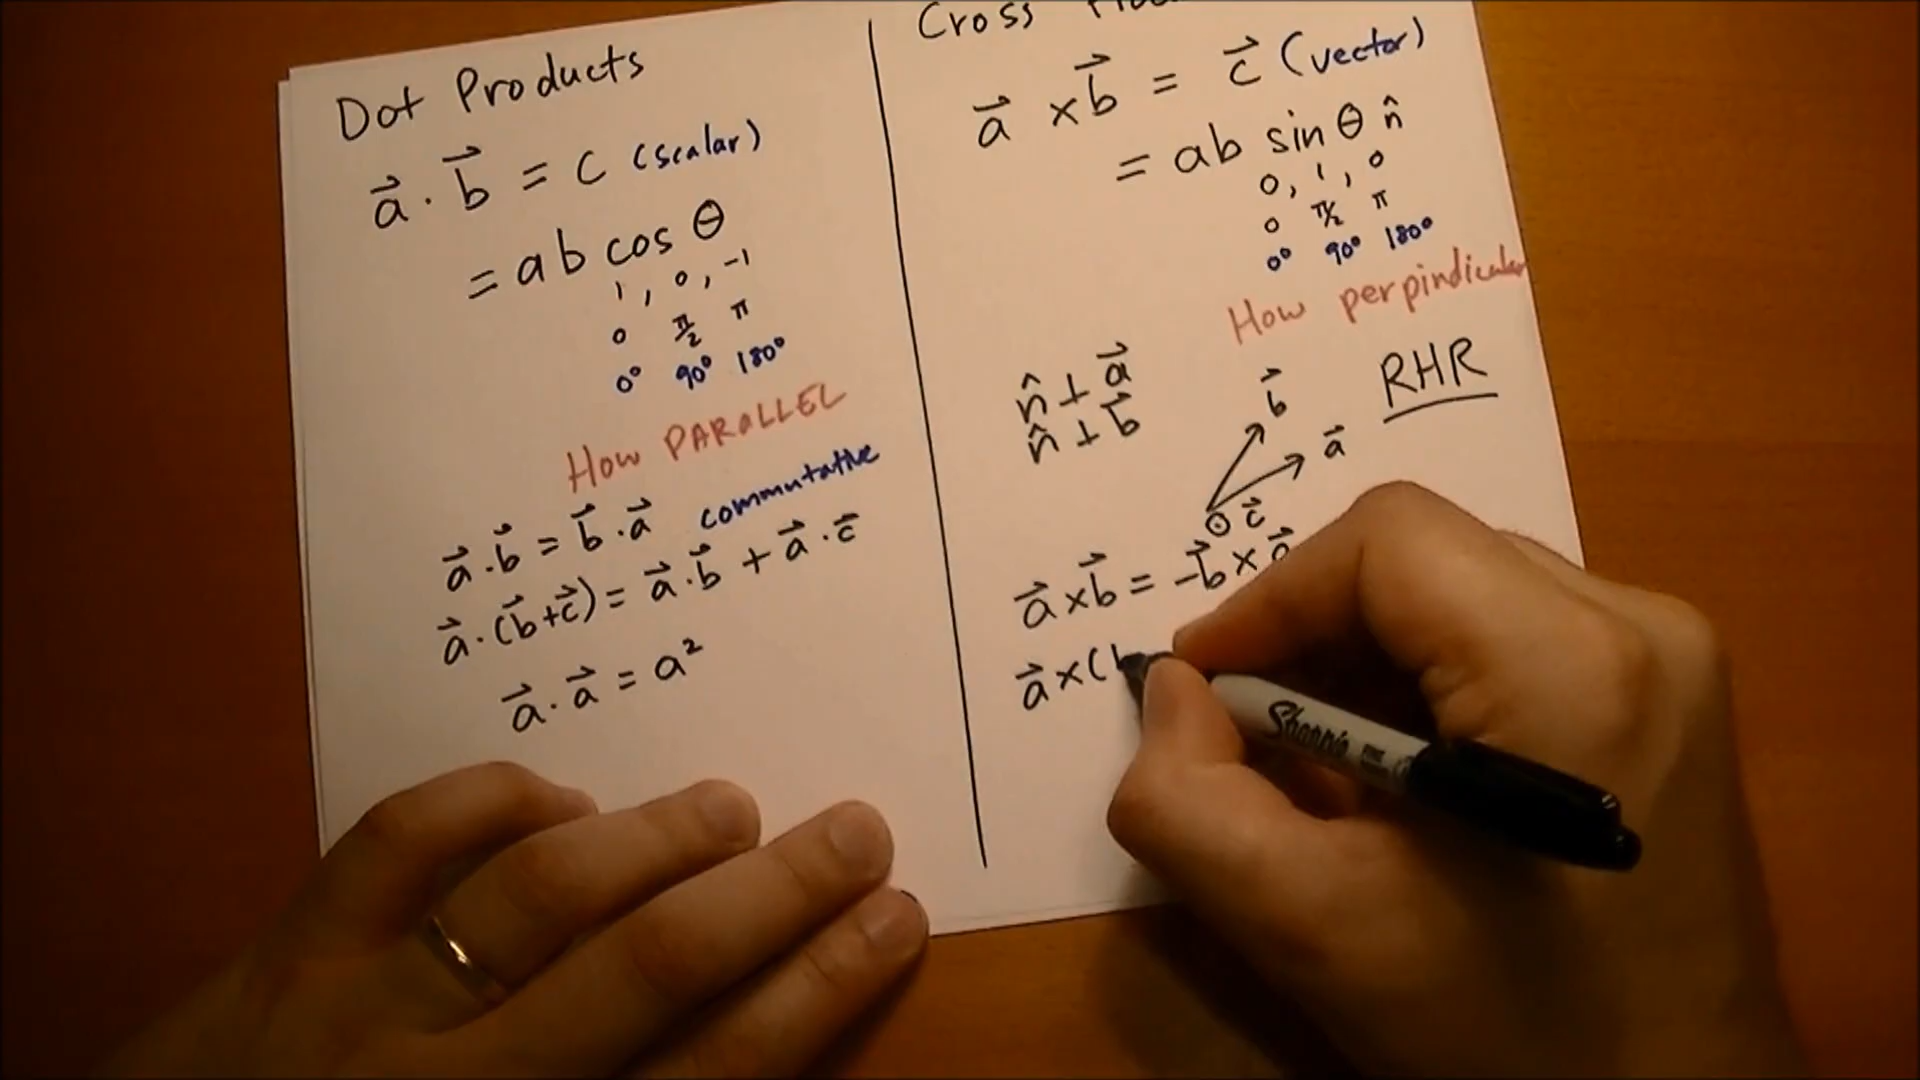 Dot Products
a⃗ · b⃗ = c (scalar)
= ab cos θ
1, 0, -1
0 π/2 π
0° 90° 180°
How PARALLEL
a⃗ · b⃗ = b⃗ · a⃗ commutative
a⃗ · (b⃗ + c⃗) = a⃗ · b⃗ + a⃗ · c⃗
a⃗ · a⃗ = a²
Cross
a⃗ × b⃗ = c⃗ (vector)
= ab sin θ n̂
0, 1, 0
0 π/2 π
0° 90° 180°
How perpindicular
n̂ ⊥ a⃗
n̂ ⊥ b⃗
RHR
b⃗
a⃗
c⃗
a⃗ × b⃗ = -b⃗ × a⃗
a⃗ × (
Sharpie